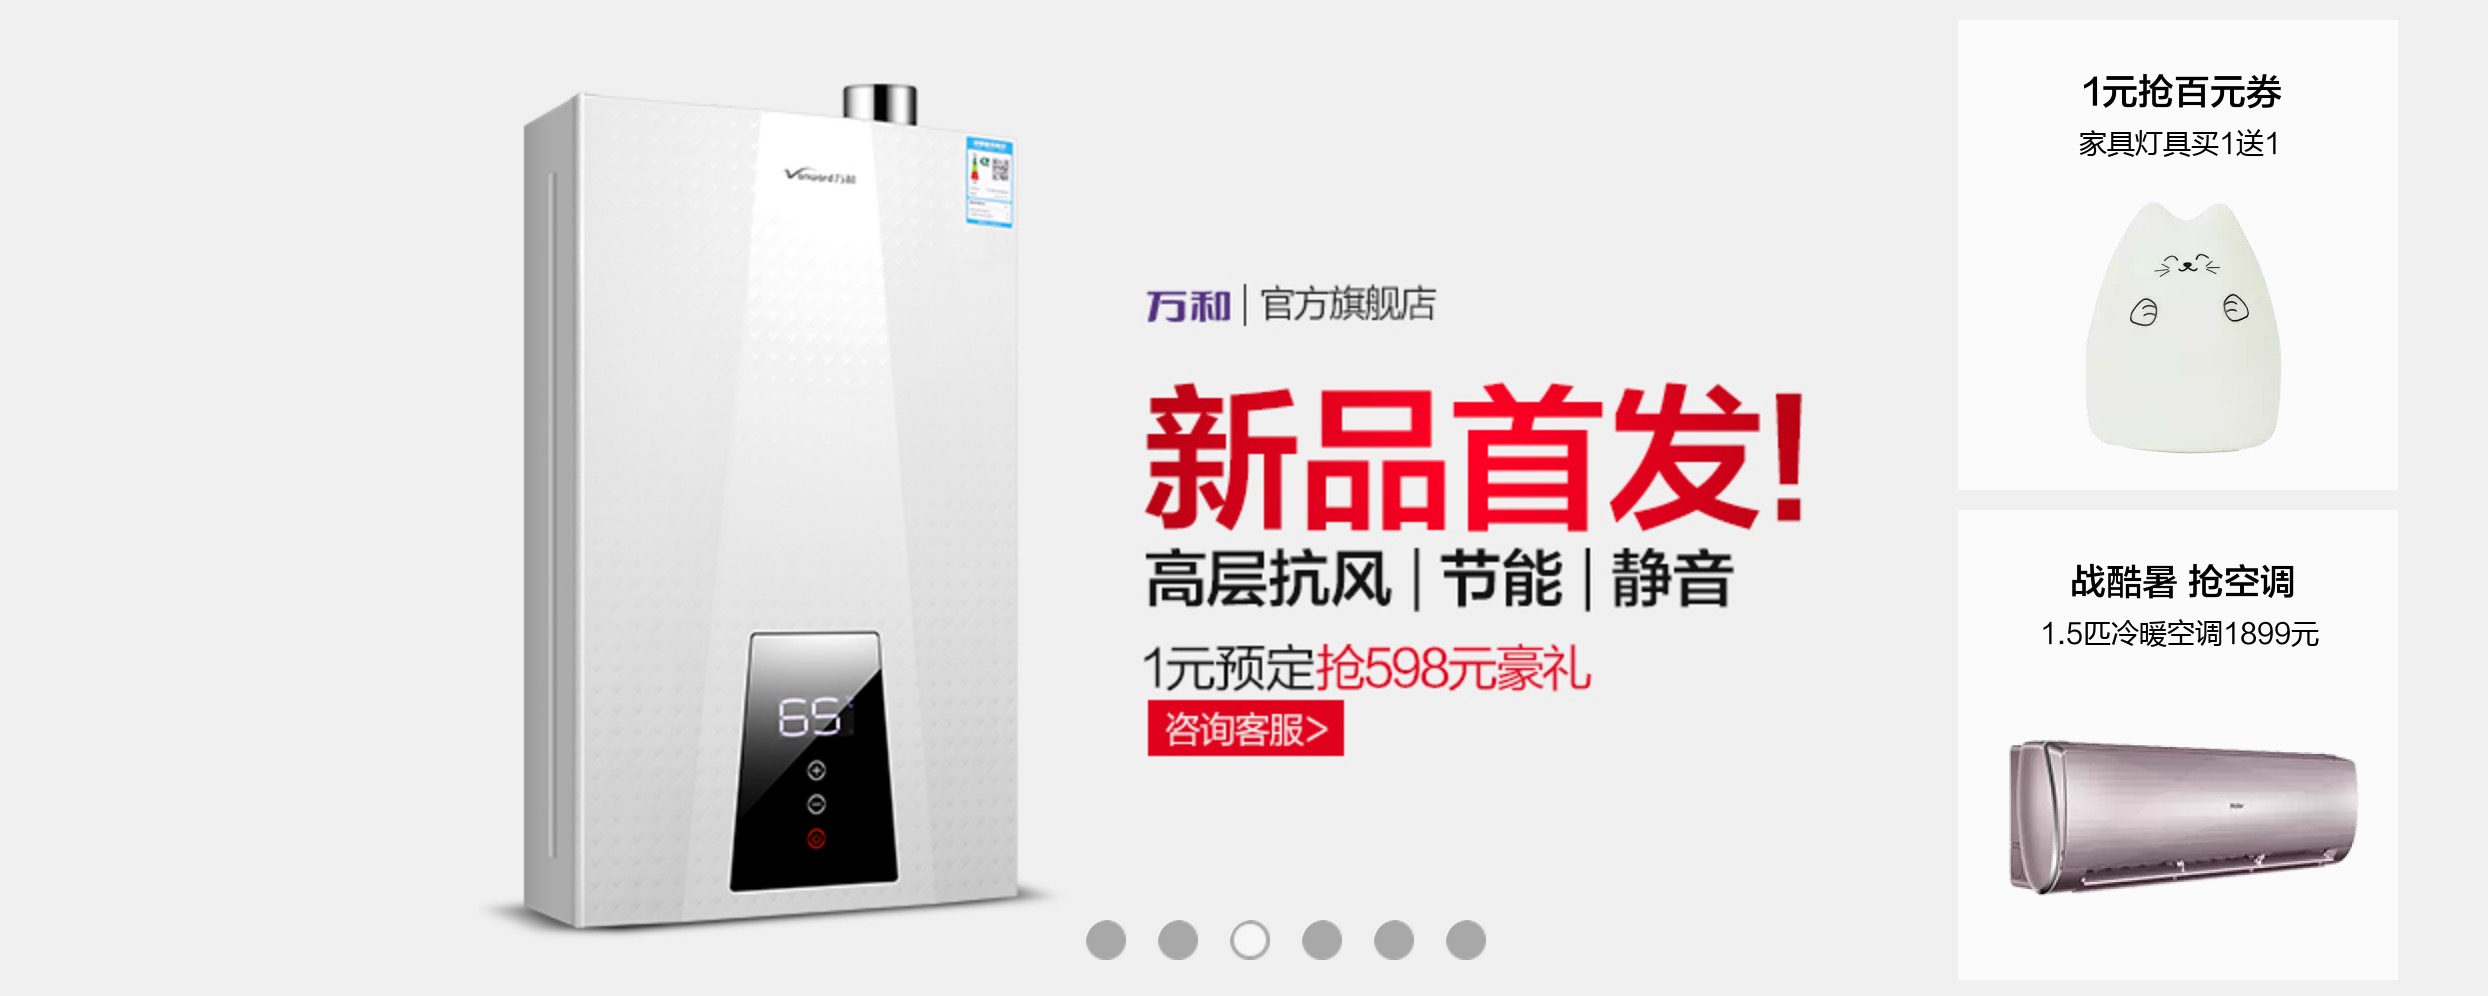 Vanward万和
万和|官方旗舰店
新品首发!
高层抗风|节能|静音
1元预定抢598元豪礼
咨询客服>
65
1元抢百元券
家具灯具买1送1
战酷暑 抢空调
1.5匹冷暖空调1899元
Haier